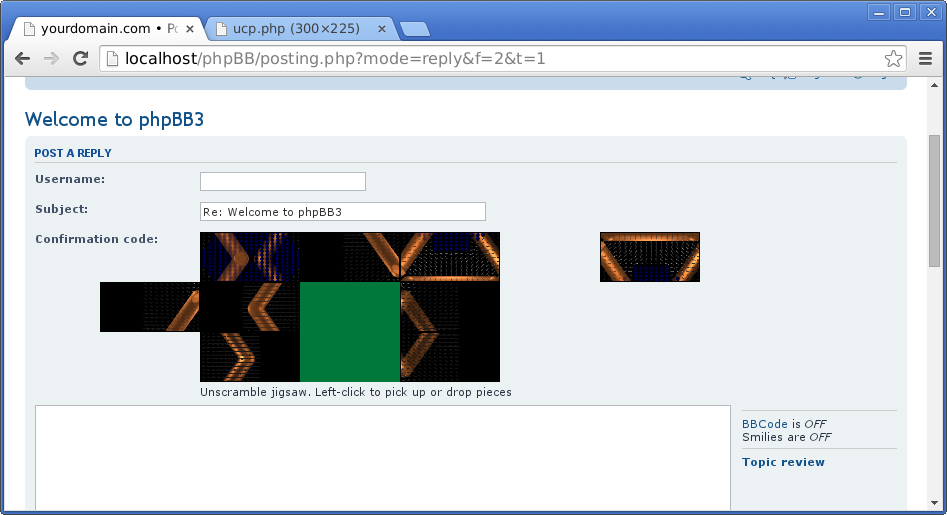 yourdomain.com • Po
ucp.php (300×225)
localhost/phpBB/posting.php?mode=reply&f=2&t=1
Welcome to phpBB3
POST A REPLY
Username:
Subject:
Re: Welcome to phpBB3
Confirmation code:
Unscramble jigsaw. Left-click to pick up or drop pieces
BBCode is OFF
Smilies are OFF
Topic review